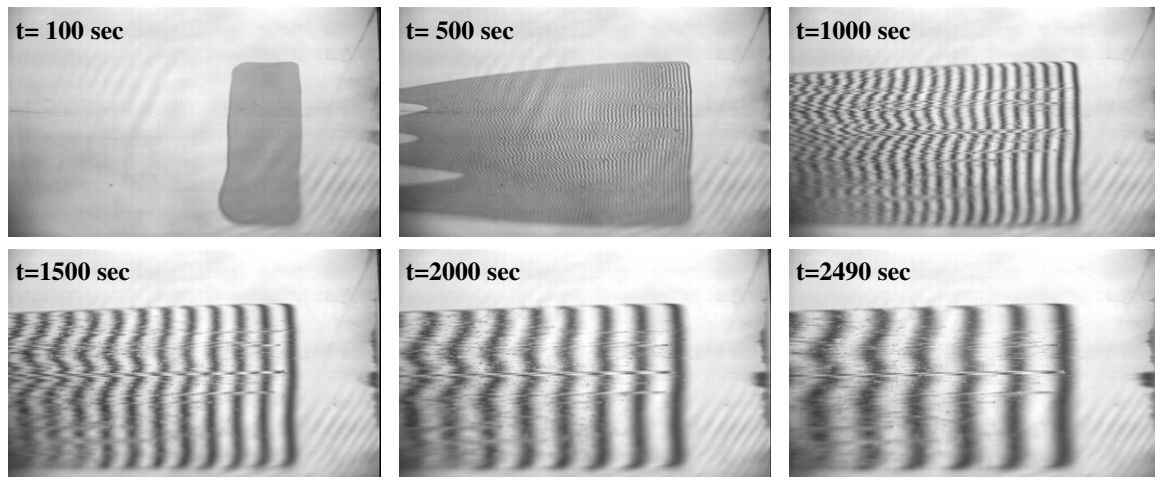 t= 100 sec
t= 500 sec
t=1000 sec
t=1500 sec
t=2000 sec
t=2490 sec